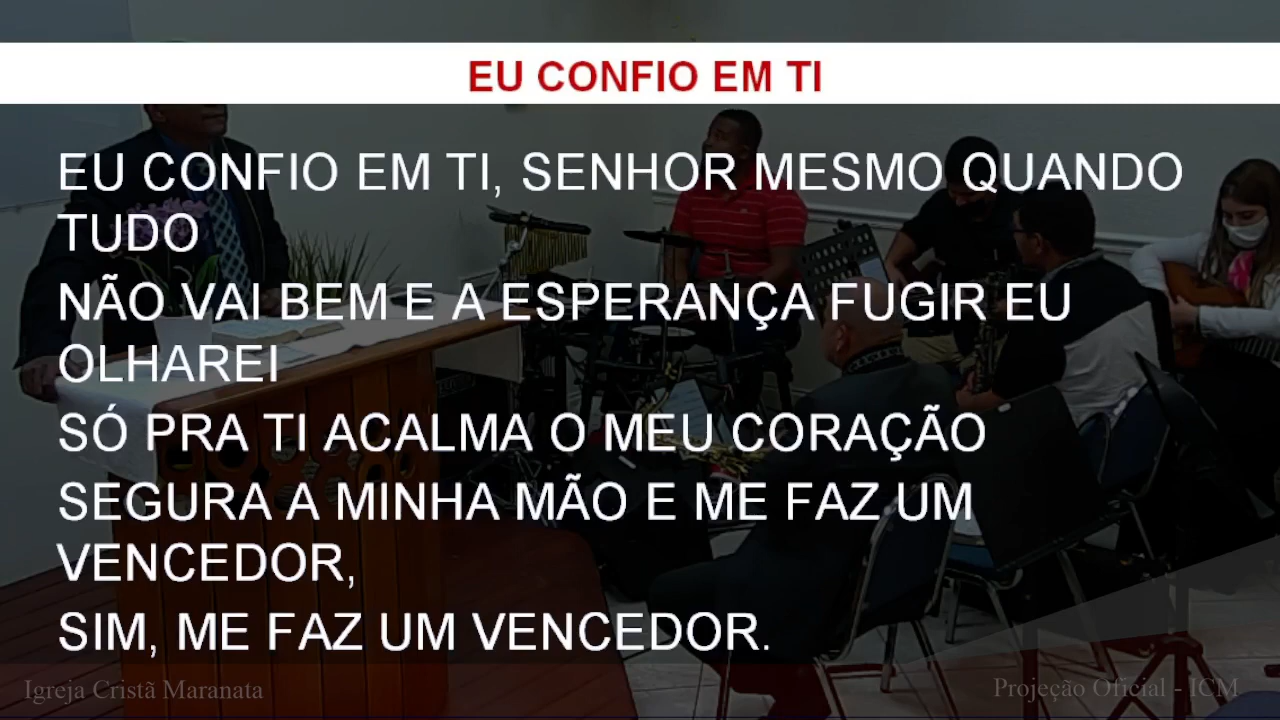 EU CONFIO EM TI
EU CONFIO EM TI, SENHOR MESMO QUANDO
TUDO
NÃO VAI BEM E A ESPERANÇA FUGIR EU
OLHAREI
SÓ PRA TI ACALMA O MEU CORAÇÃO
SEGURA A MINHA MÃO E ME FAZ UM
VENCEDOR,
SIM, ME FAZ UM VENCEDOR.
Igreja Cristã Maranata
Projeção Oficial - ICM